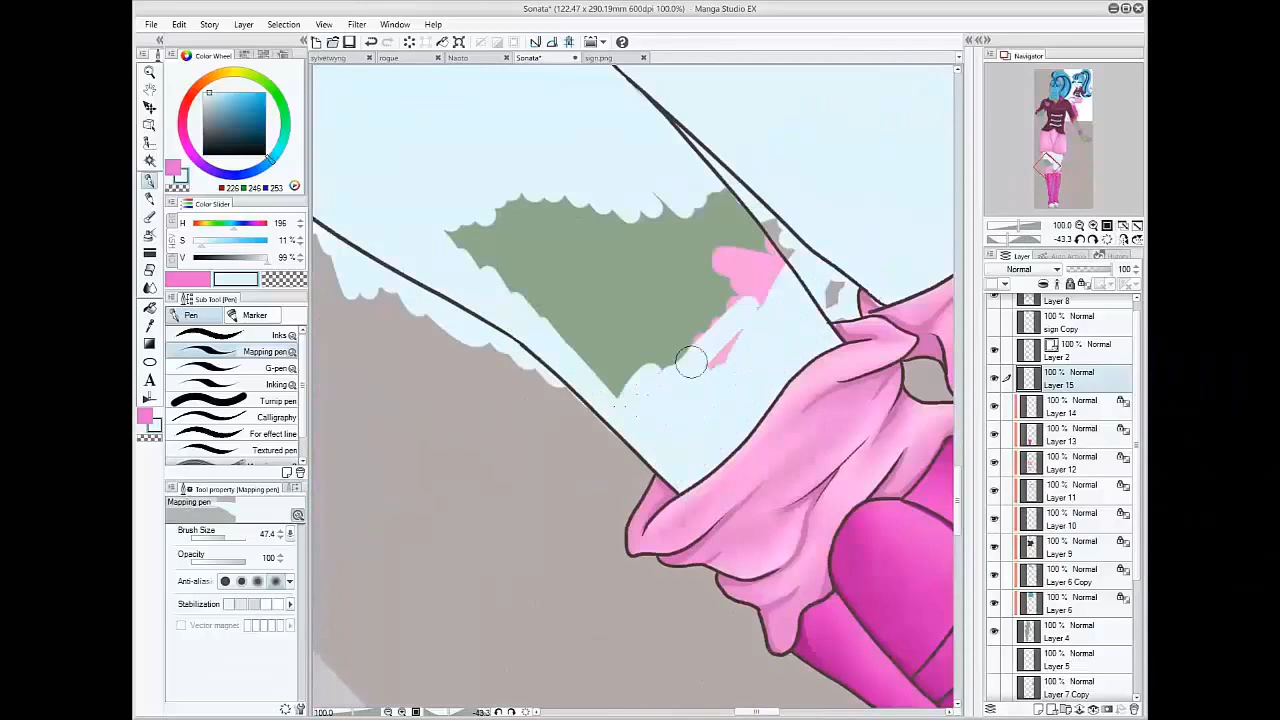 Sonata* (122.47 x 290.19mm 600dpi 100.0%) - Manga Studio EX
File Edit Story Layer Selection View Filter Window Help
sylvetwyng rogue Naoto Sonata* sign.png
Color Wheel
226 246 253
Color Slider
H 196
S 11 %
V 99 %
Sub Tool [Pen]
Pen Marker
Inks
Mapping pen
G-pen
Inking
Turnip pen
Calligraphy
For effect line
Textured pen
Tool property [Mapping pen]
Mapping pen
Brush Size 47.4
Opacity 100
Anti-alias
Stabilization
Vector magnet
100.0 -43.3
Navigator
100.0
-43.3
Layer
Normal 100
Layer 8
100 % Normal
sign Copy
100 % Normal
Layer 2
100 % Normal
Layer 15
100 % Normal
Layer 14
100 % Normal
Layer 13
100 % Normal
Layer 12
100 % Normal
Layer 11
100 % Normal
Layer 10
100 % Normal
Layer 9
100 % Normal
Layer 6 Copy
100 % Normal
Layer 6
100 % Normal
Layer 4
100 % Normal
Layer 5
100 % Normal
Layer 7 Copy